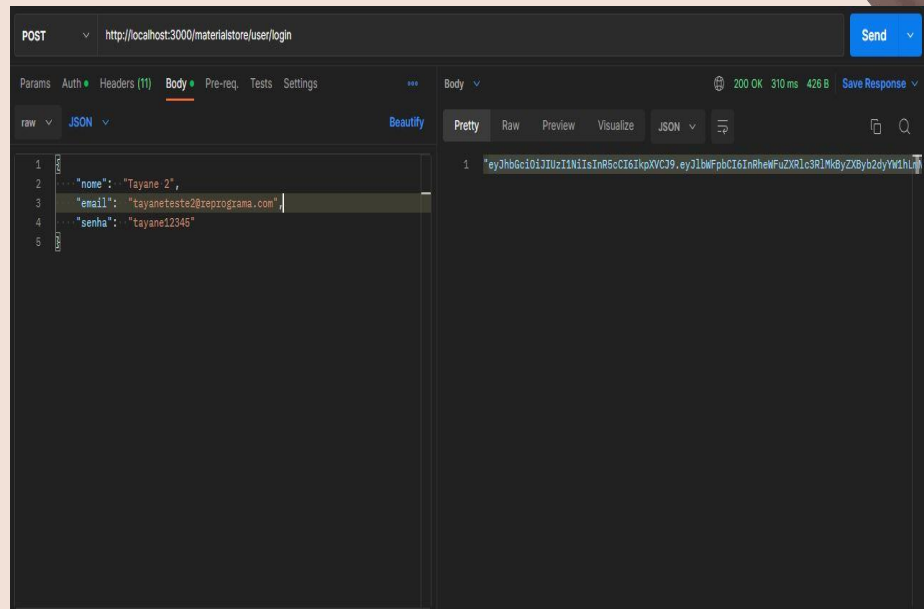 POST http://localhost:3000/materialstore/user/login Send
Params Auth Headers (11) Body Pre-req. Tests Settings
raw JSON Beautify
1 {
2 "nome": "Tayane 2",
3 "email": "tayaneteste2@reprograma.com",
4 "senha": "tayane12345"
5 }
Body 200 OK 310 ms 426 B Save Response
Pretty Raw Preview Visualize JSON
1